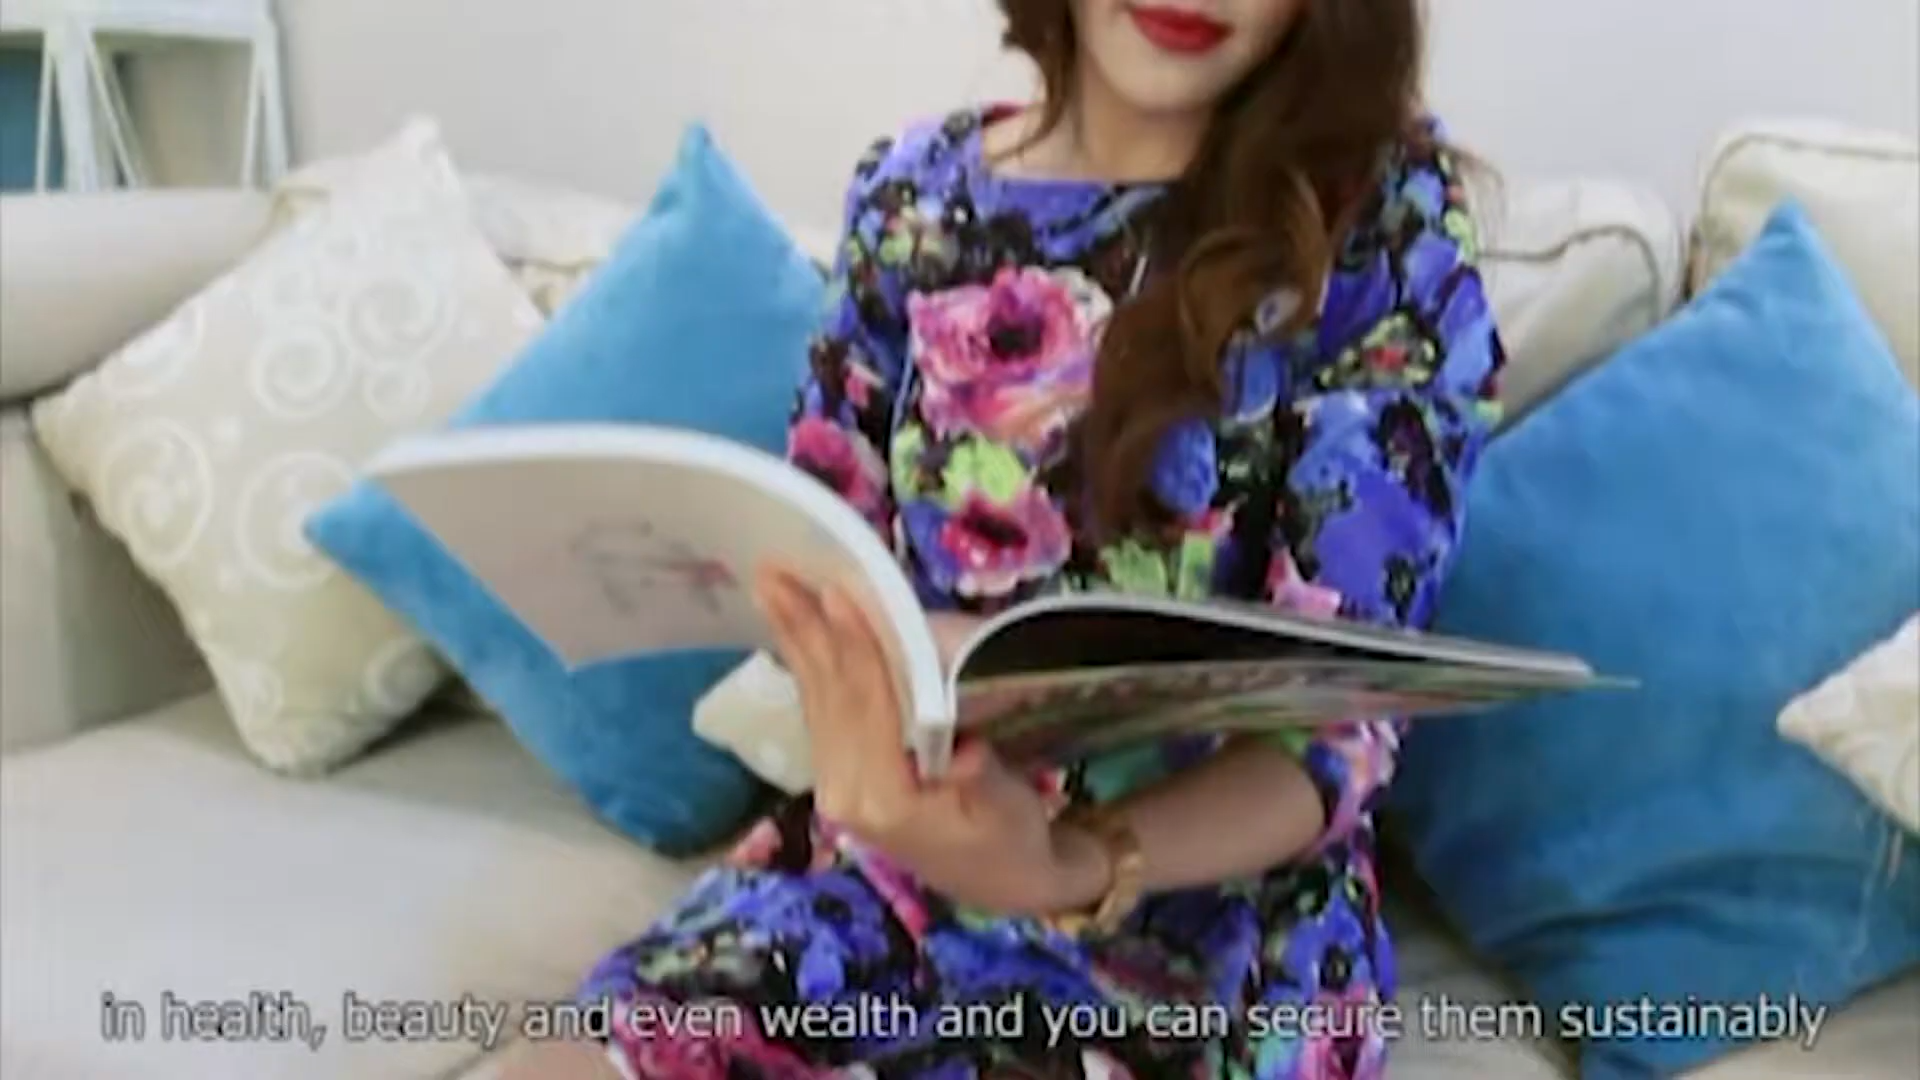 in health, beauty and even wealth and you can secure them sustainably